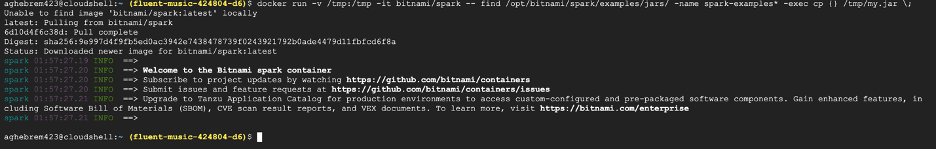 aghebrem423@cloudshell:~ (fluent-music-424804-d6)$ docker run -v /tmp:/tmp -it bitnami/spark -- find /opt/bitnami/spark/examples/jars/ -name spark-examples* -exec cp {} /tmp/my.jar \;
Unable to find image 'bitnami/spark:latest' locally
latest: Pulling from bitnami/spark
6d10d4f6c38d: Pull complete
Digest: sha256:9e997d4f9fb5ed0ac3942e7438478739f0243921792b0ade4479d11fbfcd6f8a
Status: Downloaded newer image for bitnami/spark:latest
spark 01:57:27.19 INFO  ==>
spark 01:57:27.20 INFO  ==> Welcome to the Bitnami spark container
spark 01:57:27.20 INFO  ==> Subscribe to project updates by watching https://github.com/bitnami/containers
spark 01:57:27.20 INFO  ==> Submit issues and feature requests at https://github.com/bitnami/containers/issues
spark 01:57:27.21 INFO  ==> Upgrade to Tanzu Application Catalog for production environments to access custom-configured and pre-packaged software components. Gain enhanced features, in
cluding Software Bill of Materials (SBOM), CVE scan result reports, and VEX documents. To learn more, visit https://bitnami.com/enterprise
spark 01:57:27.21 INFO  ==>
aghebrem423@cloudshell:~ (fluent-music-424804-d6)$